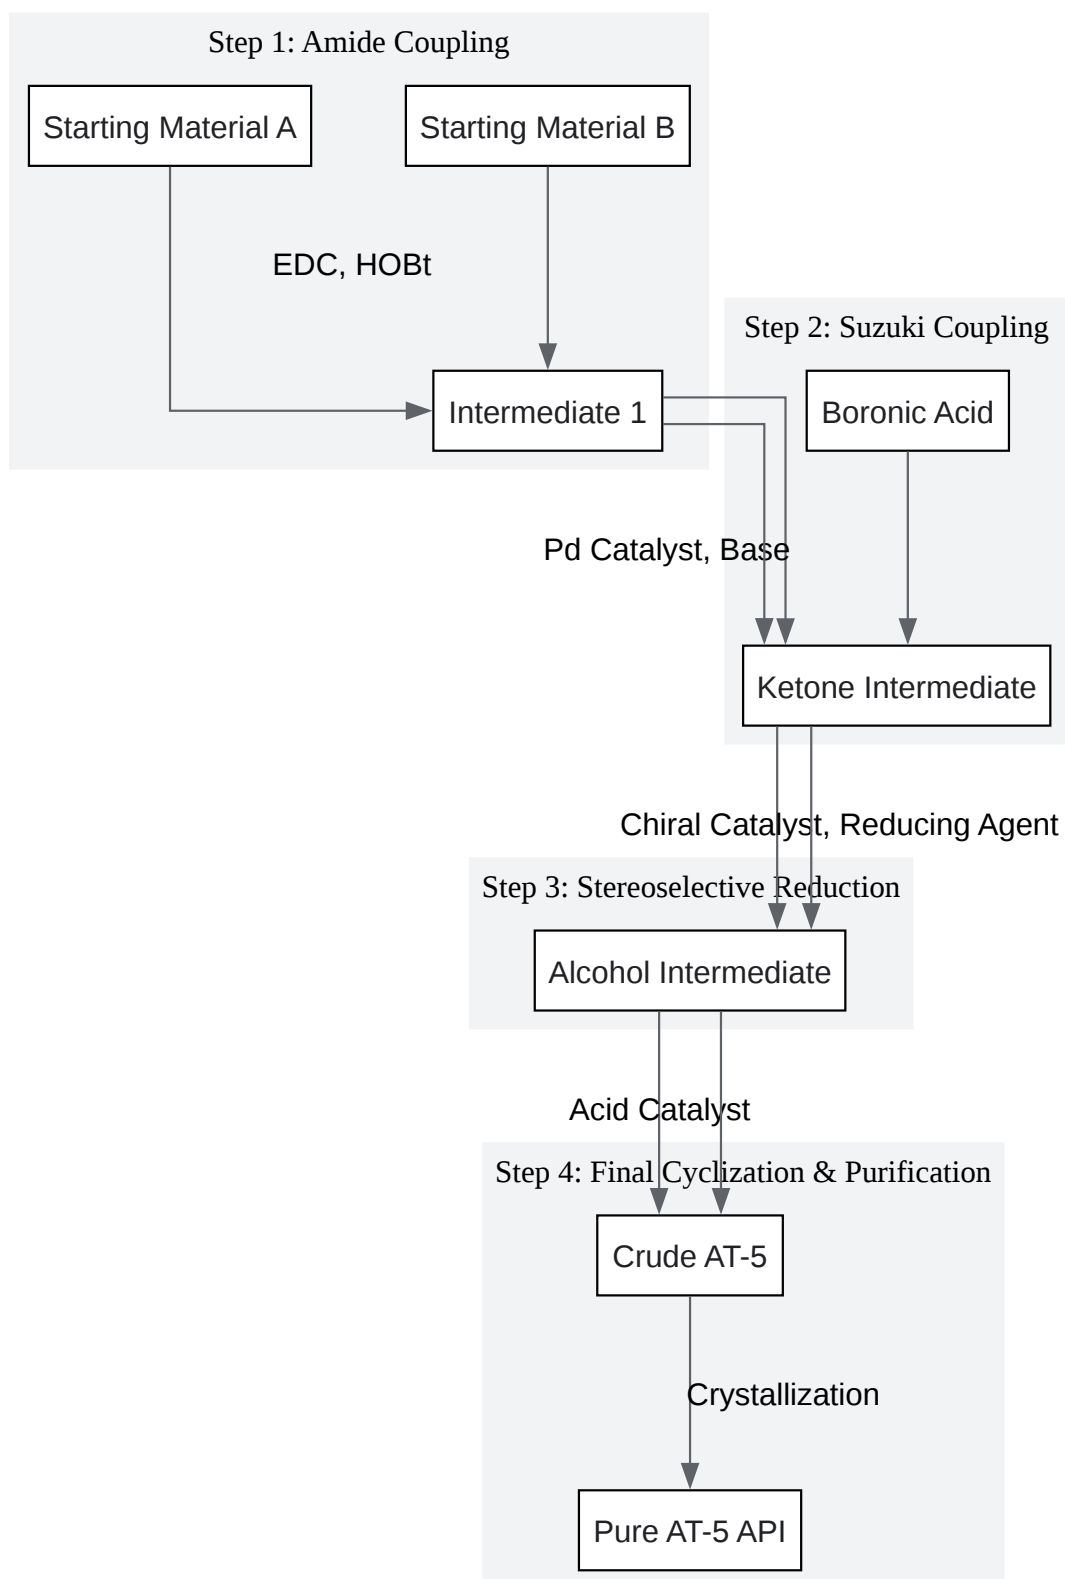 Step 1: Amide Coupling
Starting Material A
Starting Material B
EDC, HOBt
Intermediate 1
Step 2: Suzuki Coupling
Boronic Acid
Pd Catalyst, Base
Ketone Intermediate
Chiral Catalyst, Reducing Agent
Step 3: Stereoselective Reduction
Alcohol Intermediate
Acid Catalyst
Step 4: Final Cyclization & Purification
Crude AT-5
Crystallization
Pure AT-5 API